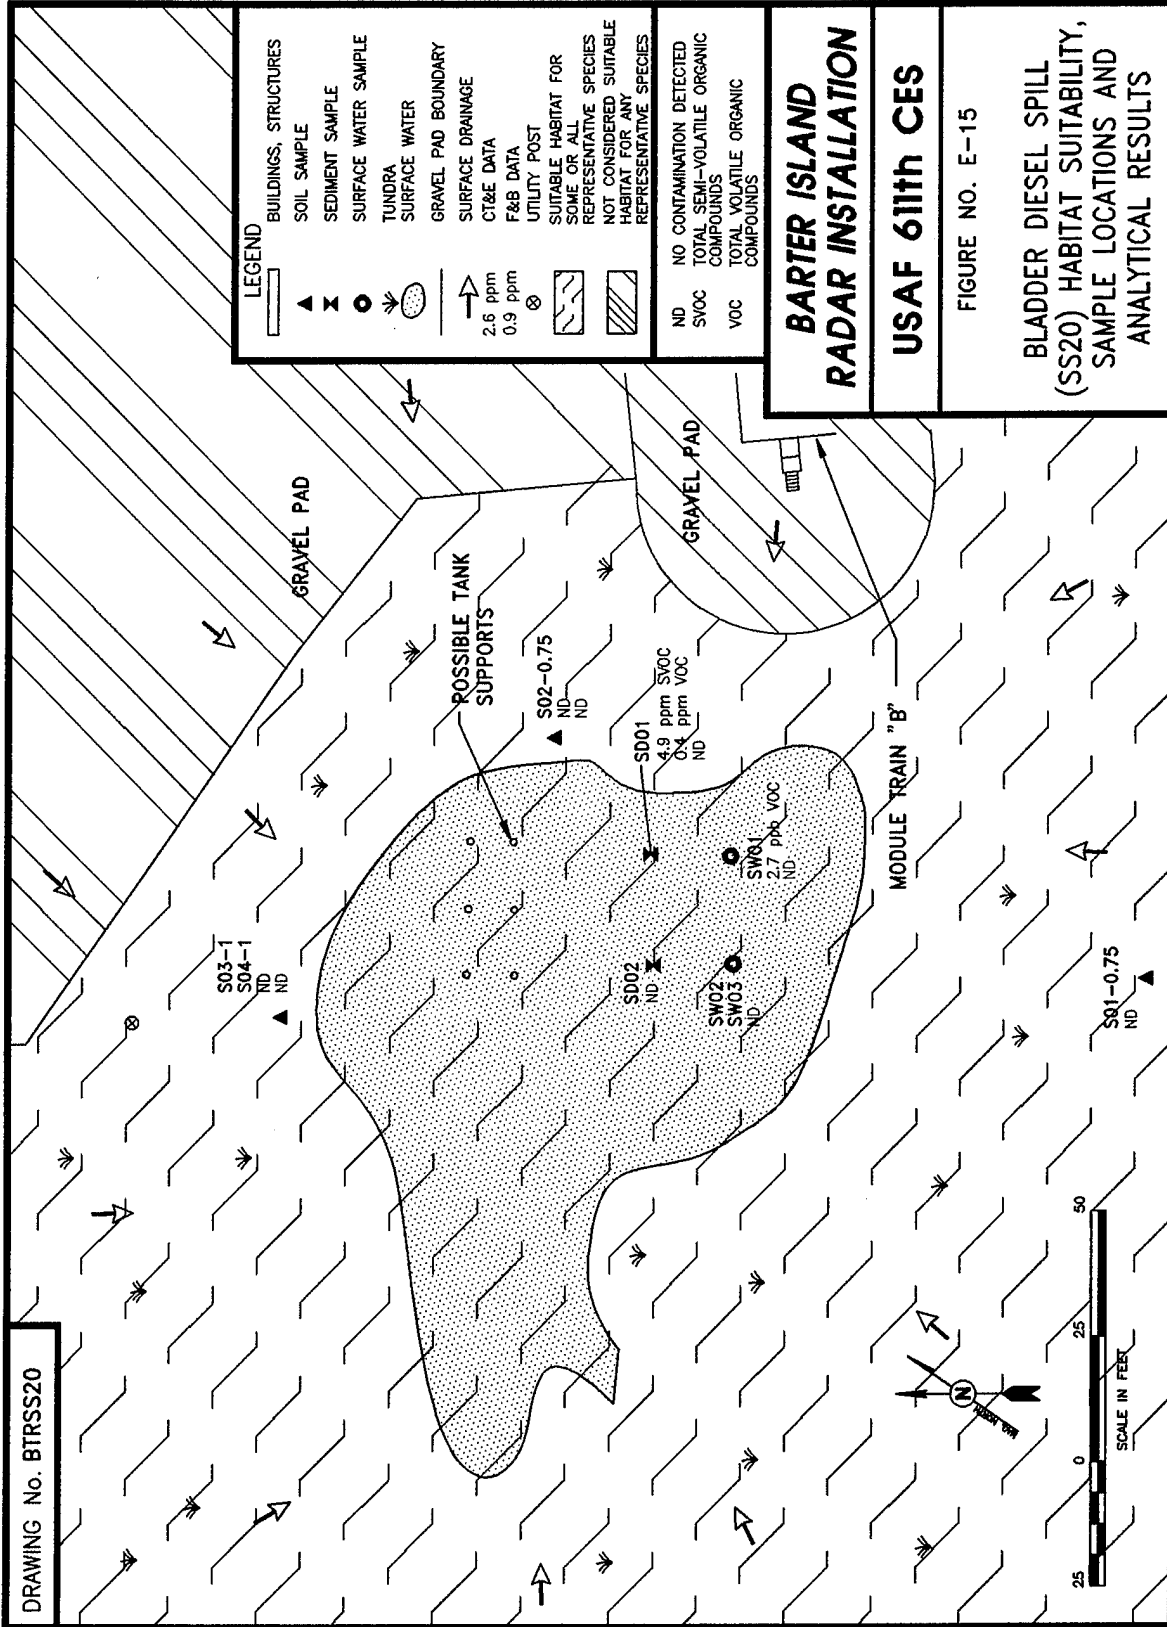 DRAWING No. BTRSS20
GRAVEL PAD
S03-1
S04-1
ND
ND
POSSIBLE TANK
SUPPORTS
S02-0.75
ND
ND
GRAVEL PAD
SD01
4.9 ppm SVOC
0.4 ppm VOC
ND
SD02
ND
SW01
2.7 ppb VOC
ND
SW02
SW03
ND
MODULE TRAIN "B"
S01-0.75
ND
N
MAG. NORTH
25 0 25 50
SCALE IN FEET
LEGEND
BUILDINGS, STRUCTURES
SOIL SAMPLE
SEDIMENT SAMPLE
SURFACE WATER SAMPLE
TUNDRA
SURFACE WATER
GRAVEL PAD BOUNDARY
SURFACE DRAINAGE
2.6 ppm CT&E DATA
0.9 ppm F&B DATA
UTILITY POST
SUITABLE HABITAT FOR
SOME OR ALL
REPRESENTATIVE SPECIES
NOT CONSIDERED SUITABLE
HABITAT FOR ANY
REPRESENTATIVE SPECIES
ND NO CONTAMINATION DETECTED
SVOC TOTAL SEMI-VOLATILE ORGANIC
COMPOUNDS
VOC TOTAL VOLATILE ORGANIC
COMPOUNDS
BARTER ISLAND
RADAR INSTALLATION
USAF 611th CES
FIGURE NO. E-15
BLADDER DIESEL SPILL
(SS20) HABITAT SUITABILITY,
SAMPLE LOCATIONS AND
ANALYTICAL RESULTS